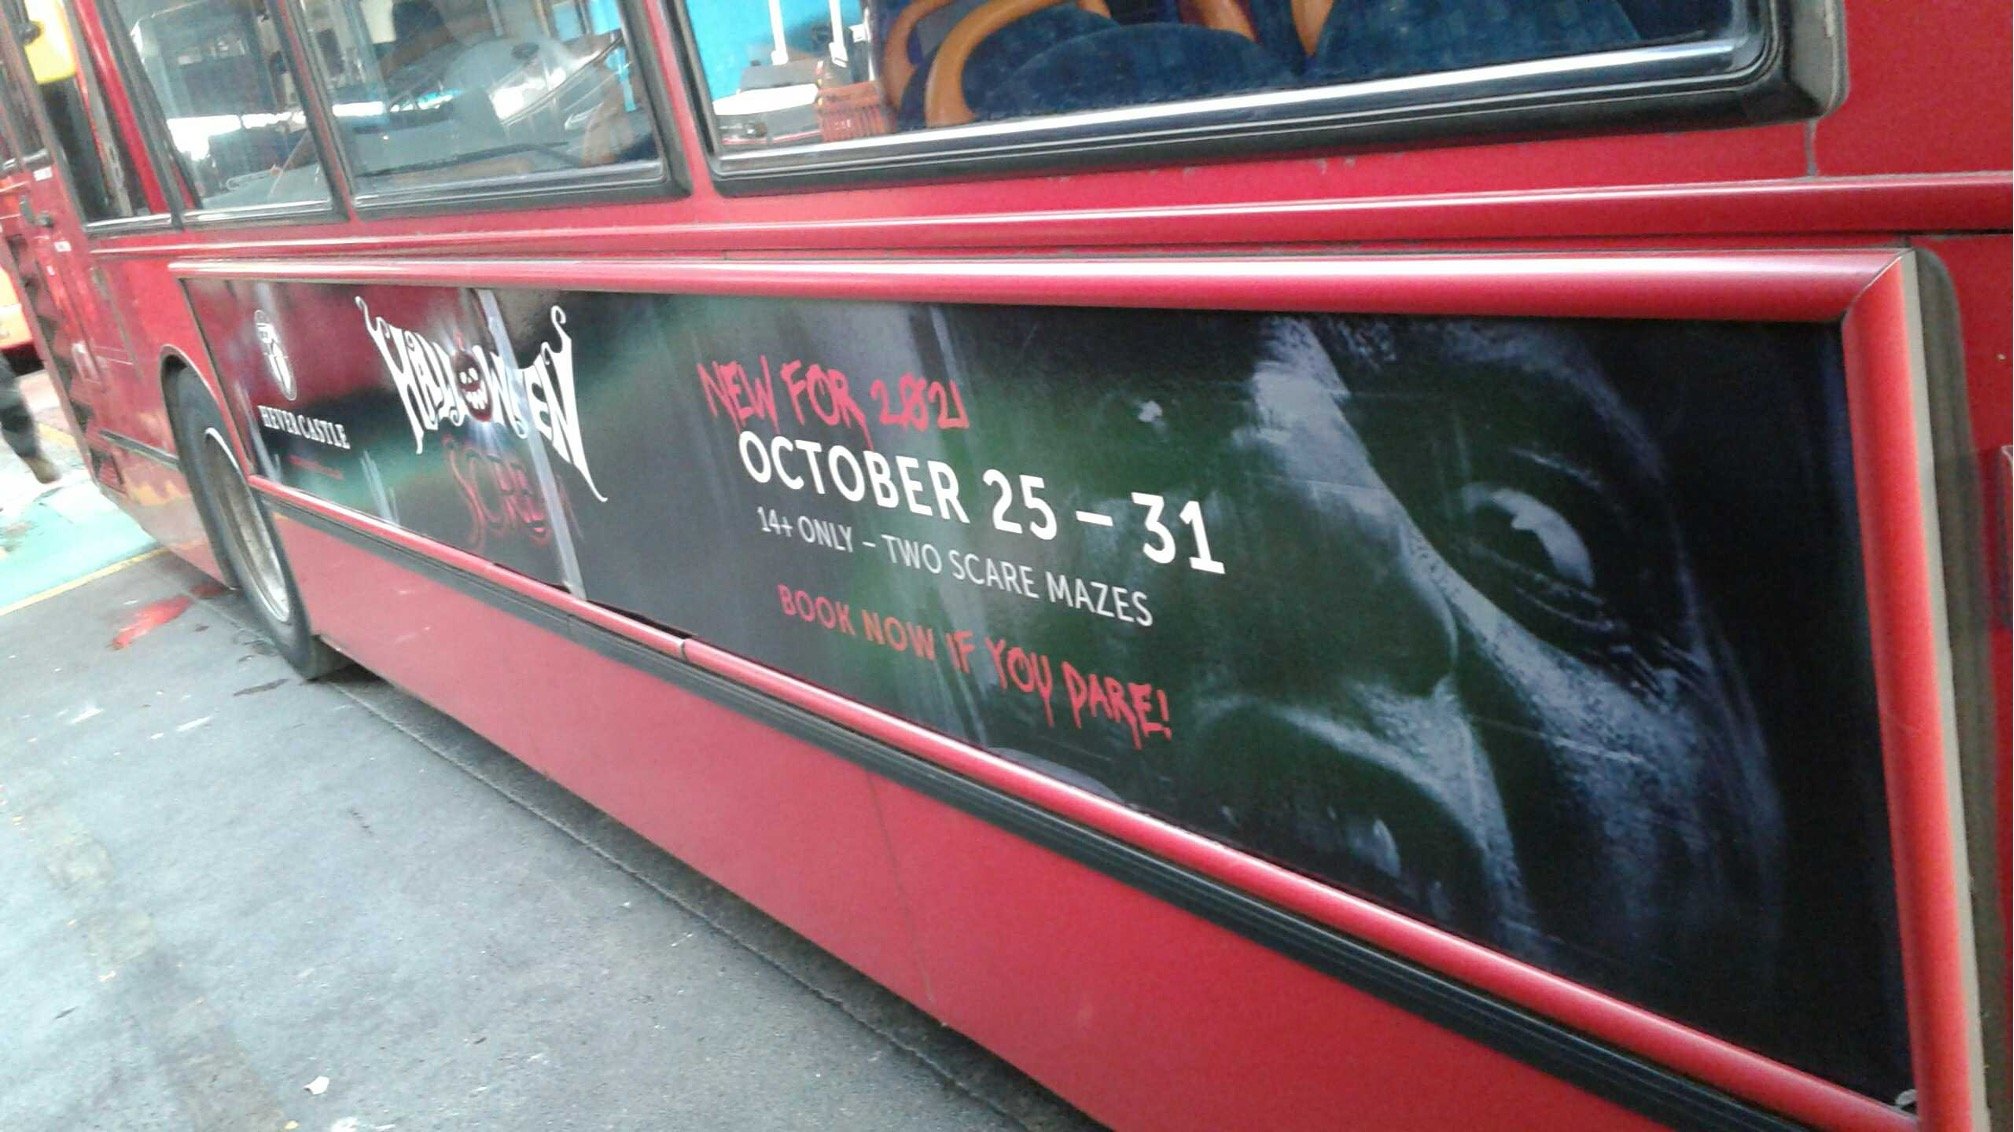 HEVER CASTLE
HALLOWEEN
NEW FOR 2021
OCTOBER 25 – 31
14+ ONLY – TWO SCARE MAZES
BOOK NOW IF YOU DARE!